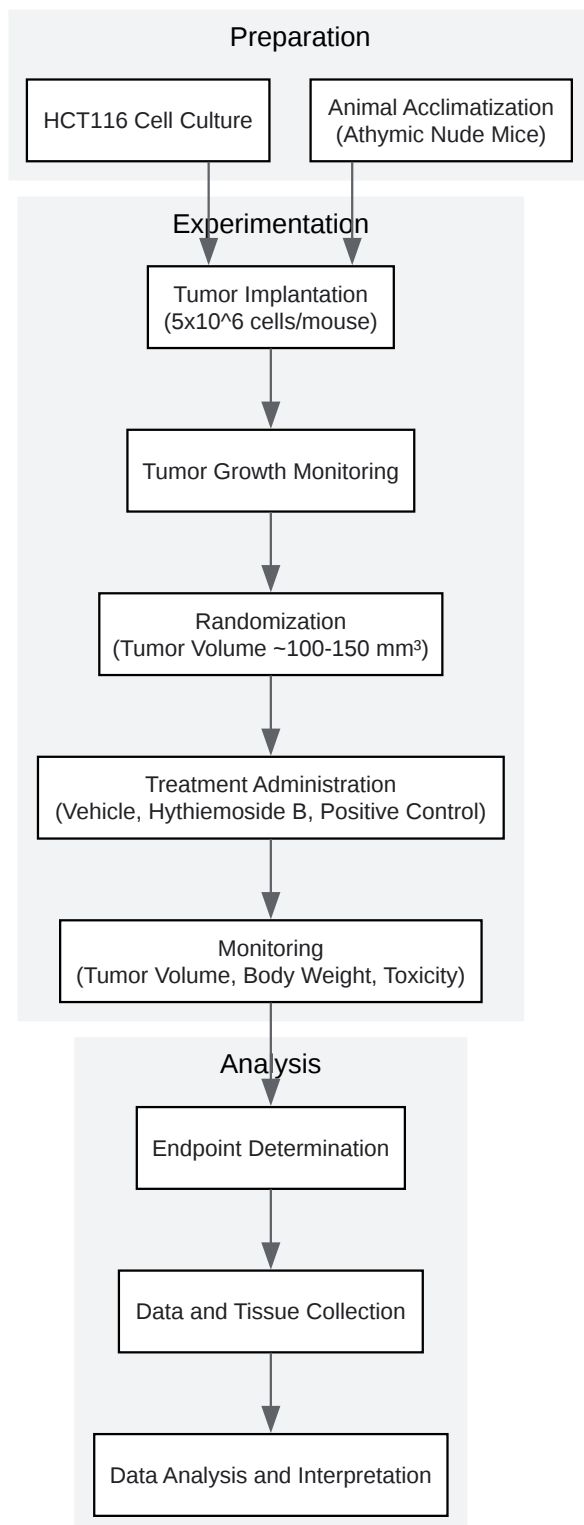 Preparation
HCT116 Cell Culture
Animal Acclimatization
(Athymic Nude Mice)
Experimentation
Tumor Implantation
(5x10^6 cells/mouse)
Tumor Growth Monitoring
Randomization
(Tumor Volume ~100-150 mm³)
Treatment Administration
(Vehicle, Hythiemoside B, Positive Control)
Monitoring
(Tumor Volume, Body Weight, Toxicity)
Analysis
Endpoint Determination
Data and Tissue Collection
Data Analysis and Interpretation